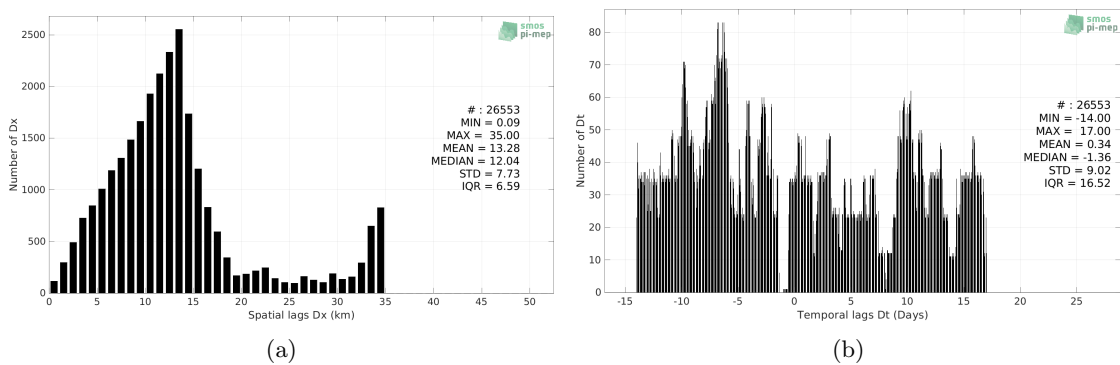 smos
pi-mep
2500
2000
1500
1000
500
0
Number of Dx
# : 26553
MIN = 0.09
MAX = 35.00
MEAN = 13.28
MEDIAN = 12.04
STD = 7.73
IQR = 6.59
0 5 10 15 20 25 30 35 40 45 50
Spatial lags Dx (km)
(a)
smos
pi-mep
80
70
60
50
40
30
20
10
0
Number of Dt
# : 26553
MIN = -14.00
MAX = 17.00
MEAN = 0.34
MEDIAN = -1.36
STD = 9.02
IQR = 16.52
-15 -10 -5 0 5 10 15 20 25
Temporal lags Dt (Days)
(b)